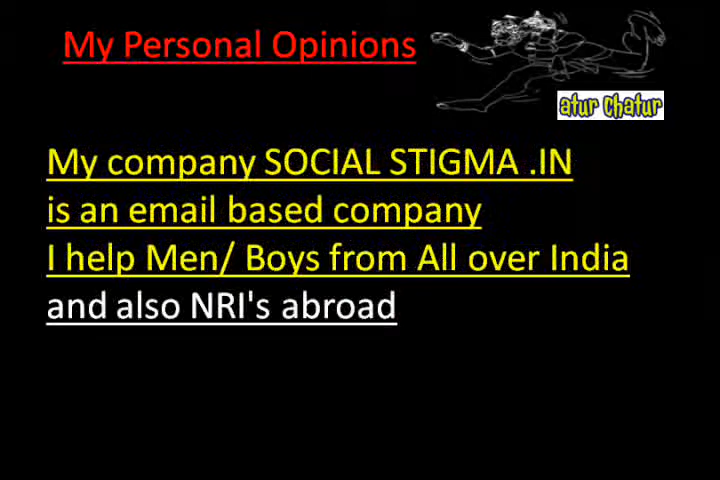 My Personal Opinions
atur chatur
My company SOCIAL STIGMA .IN
is an email based company
I help Men/ Boys from All over India
and also NRI's abroad